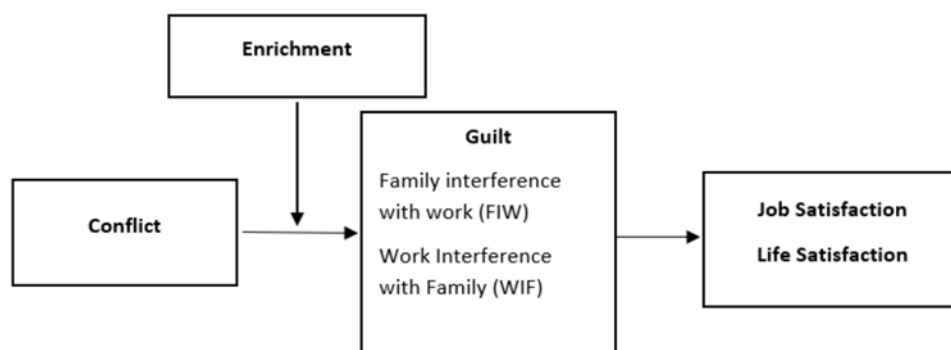 Enrichment
Conflict
Guilt
Family interference
with work (FIW)
Work Interference
with Family (WIF)
Job Satisfaction
Life Satisfaction